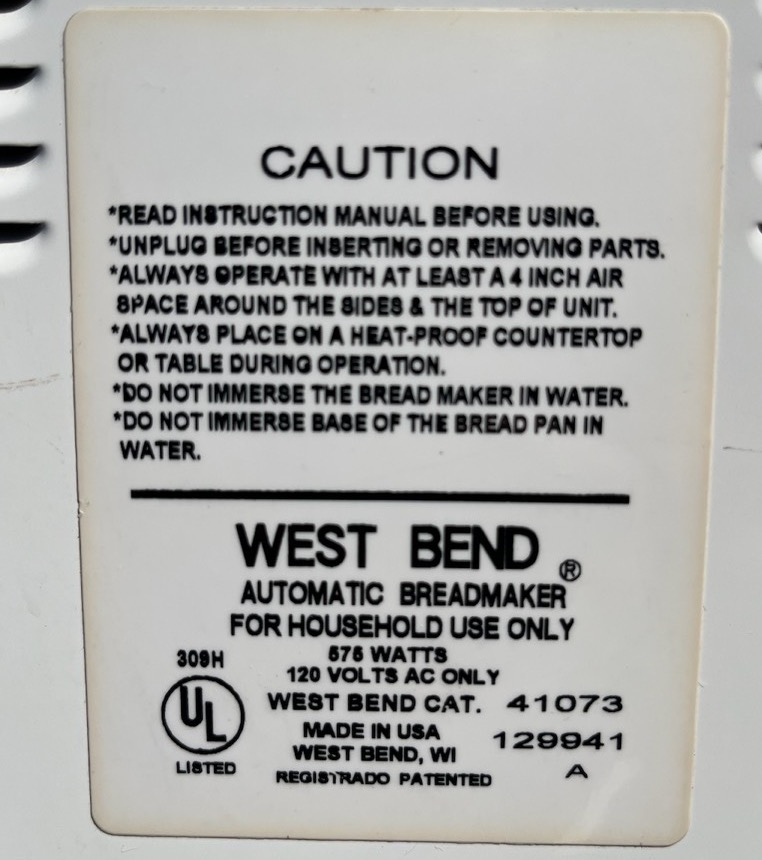 CAUTION
*READ INSTRUCTION MANUAL BEFORE USING.
*UNPLUG BEFORE INSERTING OR REMOVING PARTS.
*ALWAYS OPERATE WITH AT LEAST A 4 INCH AIR
SPACE AROUND THE SIDES & THE TOP OF UNIT.
*ALWAYS PLACE ON A HEAT-PROOF COUNTERTOP
OR TABLE DURING OPERATION.
*DO NOT IMMERSE THE BREAD MAKER IN WATER.
*DO NOT IMMERSE BASE OF THE BREAD PAN IN
WATER.
WEST BEND ®
AUTOMATIC BREADMAKER
FOR HOUSEHOLD USE ONLY
309H
575 WATTS
120 VOLTS AC ONLY
UL
LISTED
WEST BEND CAT. 41073
MADE IN USA
WEST BEND, WI
129941
REGISTRADO PATENTED
A